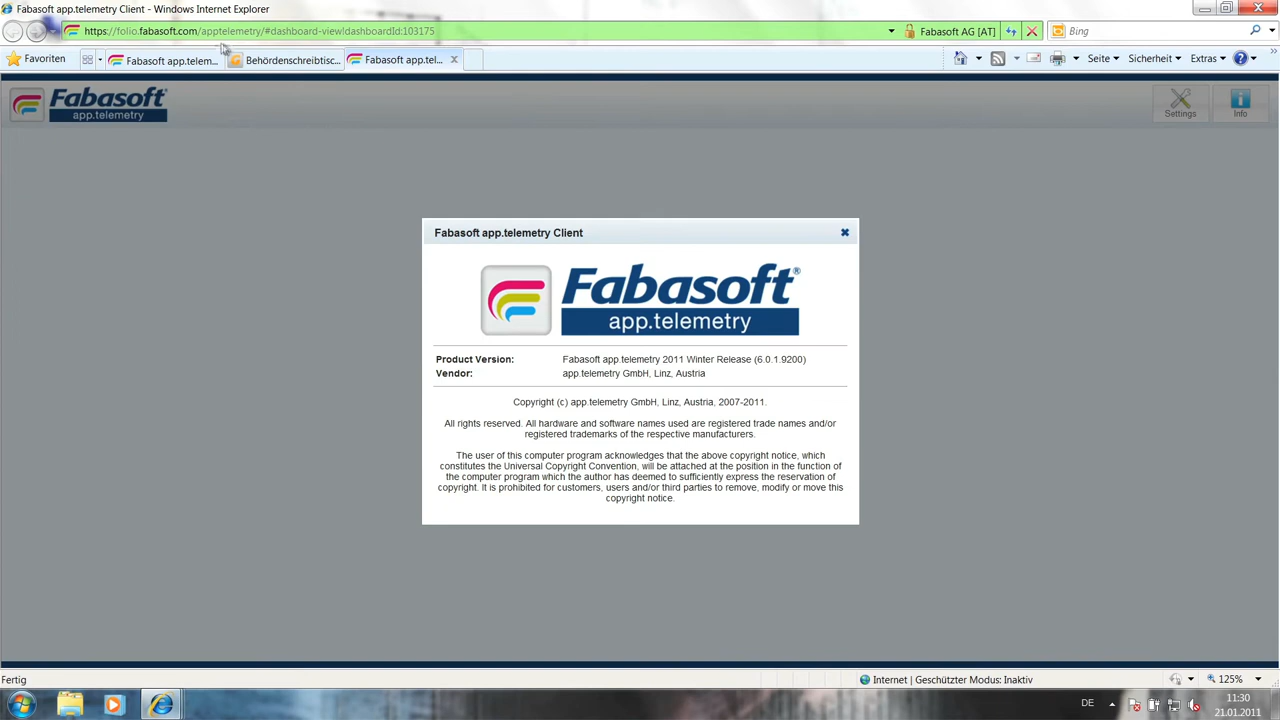 Fabasoft app.telemetry Client - Windows Internet Explorer
https://folio.fabasoft.com/apptelemetry/#dashboard-view|dashboardId:103175
Fabasoft AG [AT]
Bing
Favoriten
Fabasoft app.telem...
Behördenschreibtisc...
Fabasoft app.tel...
Seite
Sicherheit
Extras
Fabasoft
app.telemetry
Settings
Info
Fabasoft app.telemetry Client
Fabasoft®
app.telemetry
Product Version: Fabasoft app.telemetry 2011 Winter Release (6.0.1.9200)
Vendor: app.telemetry GmbH, Linz, Austria
Copyright (c) app.telemetry GmbH, Linz, Austria, 2007-2011.
All rights reserved. All hardware and software names used are registered trade names and/or
registered trademarks of the respective manufacturers.
The user of this computer program acknowledges that the above copyright notice, which
constitutes the Universal Copyright Convention, will be attached at the position in the function of
the computer program which the author has deemed to sufficiently express the reservation of
copyright. It is prohibited for customers, users and/or third parties to remove, modify or move this
copyright notice.
Fertig
Internet | Geschützter Modus: Inaktiv
125%
DE
11:30
21.01.2011